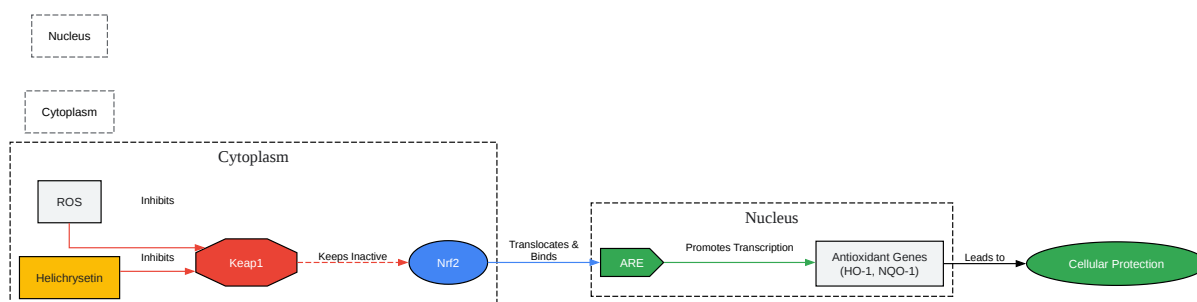 Nucleus
Cytoplasm
Cytoplasm
ROS
Inhibits
Helichrysetin
Inhibits
Keap1
Keeps Inactive
Nrf2
Translocates &
Binds
Nucleus
ARE
Promotes Transcription
Antioxidant Genes
(HO-1, NQO-1)
Leads to
Cellular Protection